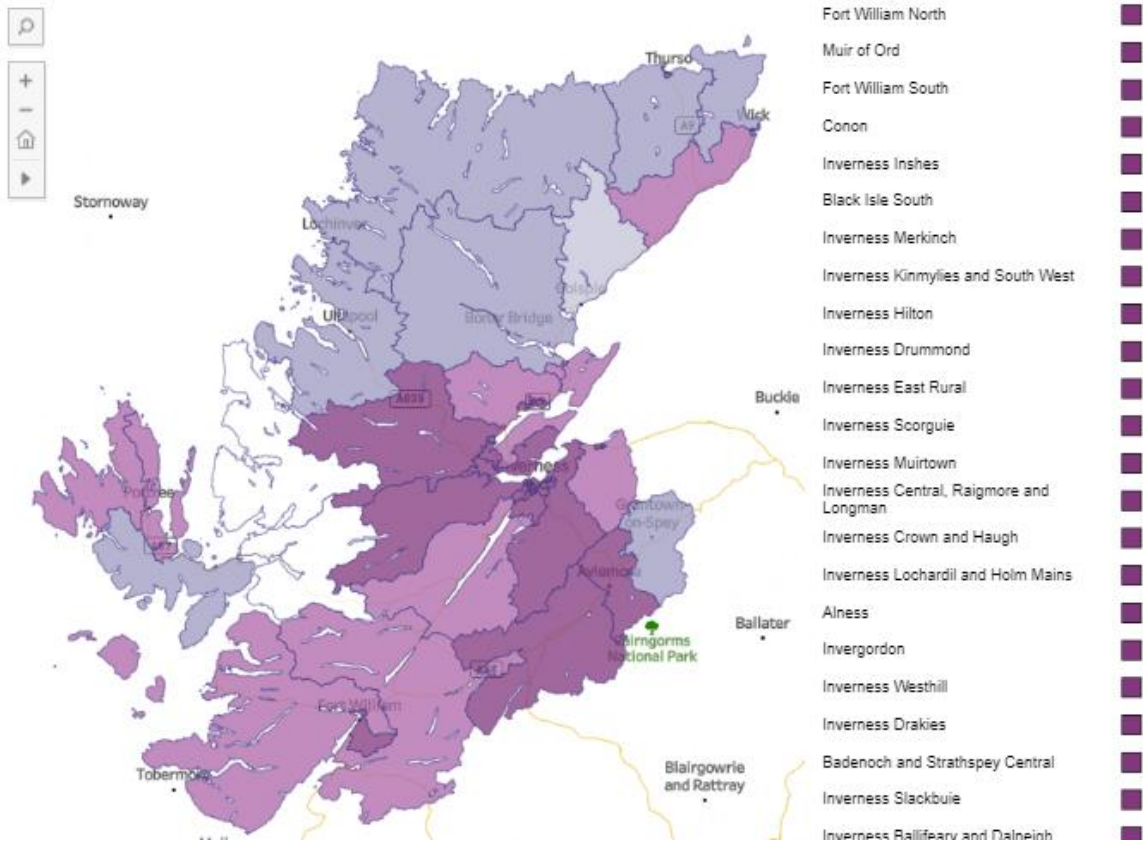 Fort William North
Muir of Ord
Fort William South
Conon
Inverness Inshes
Black Isle South
Inverness Merkinch
Inverness Kinmylies and South West
Inverness Hilton
Inverness Drummond
Inverness East Rural
Inverness Scorguie
Inverness Muirtown
Inverness Central, Raigmore and
Longman
Inverness Crown and Haugh
Inverness Lochardil and Holm Mains
Alness
Invergordon
Inverness Westhill
Inverness Drakies
Badenoch and Strathspey Central
Inverness Slackbuie
Inverness Ballifeary and Dalneigh
Thurso
Wick
A9
Stornoway
Lochinver
Ullapool
Bonar Bridge
A835
Buckie
Inverness
Portree
A87
Grantown-
on-Spey
Aviemore
Ballater
Cairngorms
National Park
Fort William
Tobermory
Blairgowrie
and Rattray